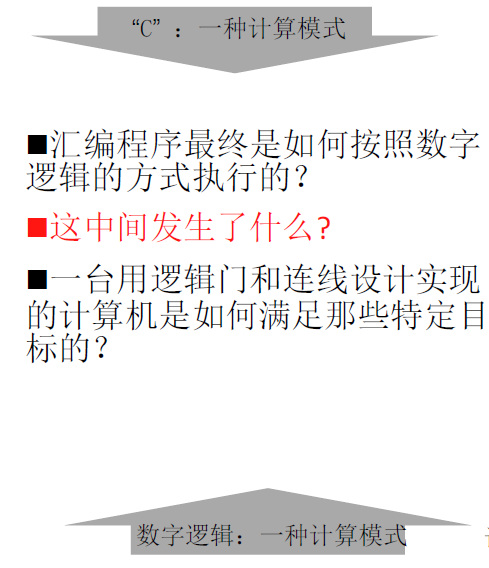 “C”：一种计算模式
■汇编程序最终是如何按照数字
逻辑的方式执行的？
■这中间发生了什么?
■一台用逻辑门和连线设计实现
的计算机是如何满足那些特定目
标的？
数字逻辑：一种计算模式